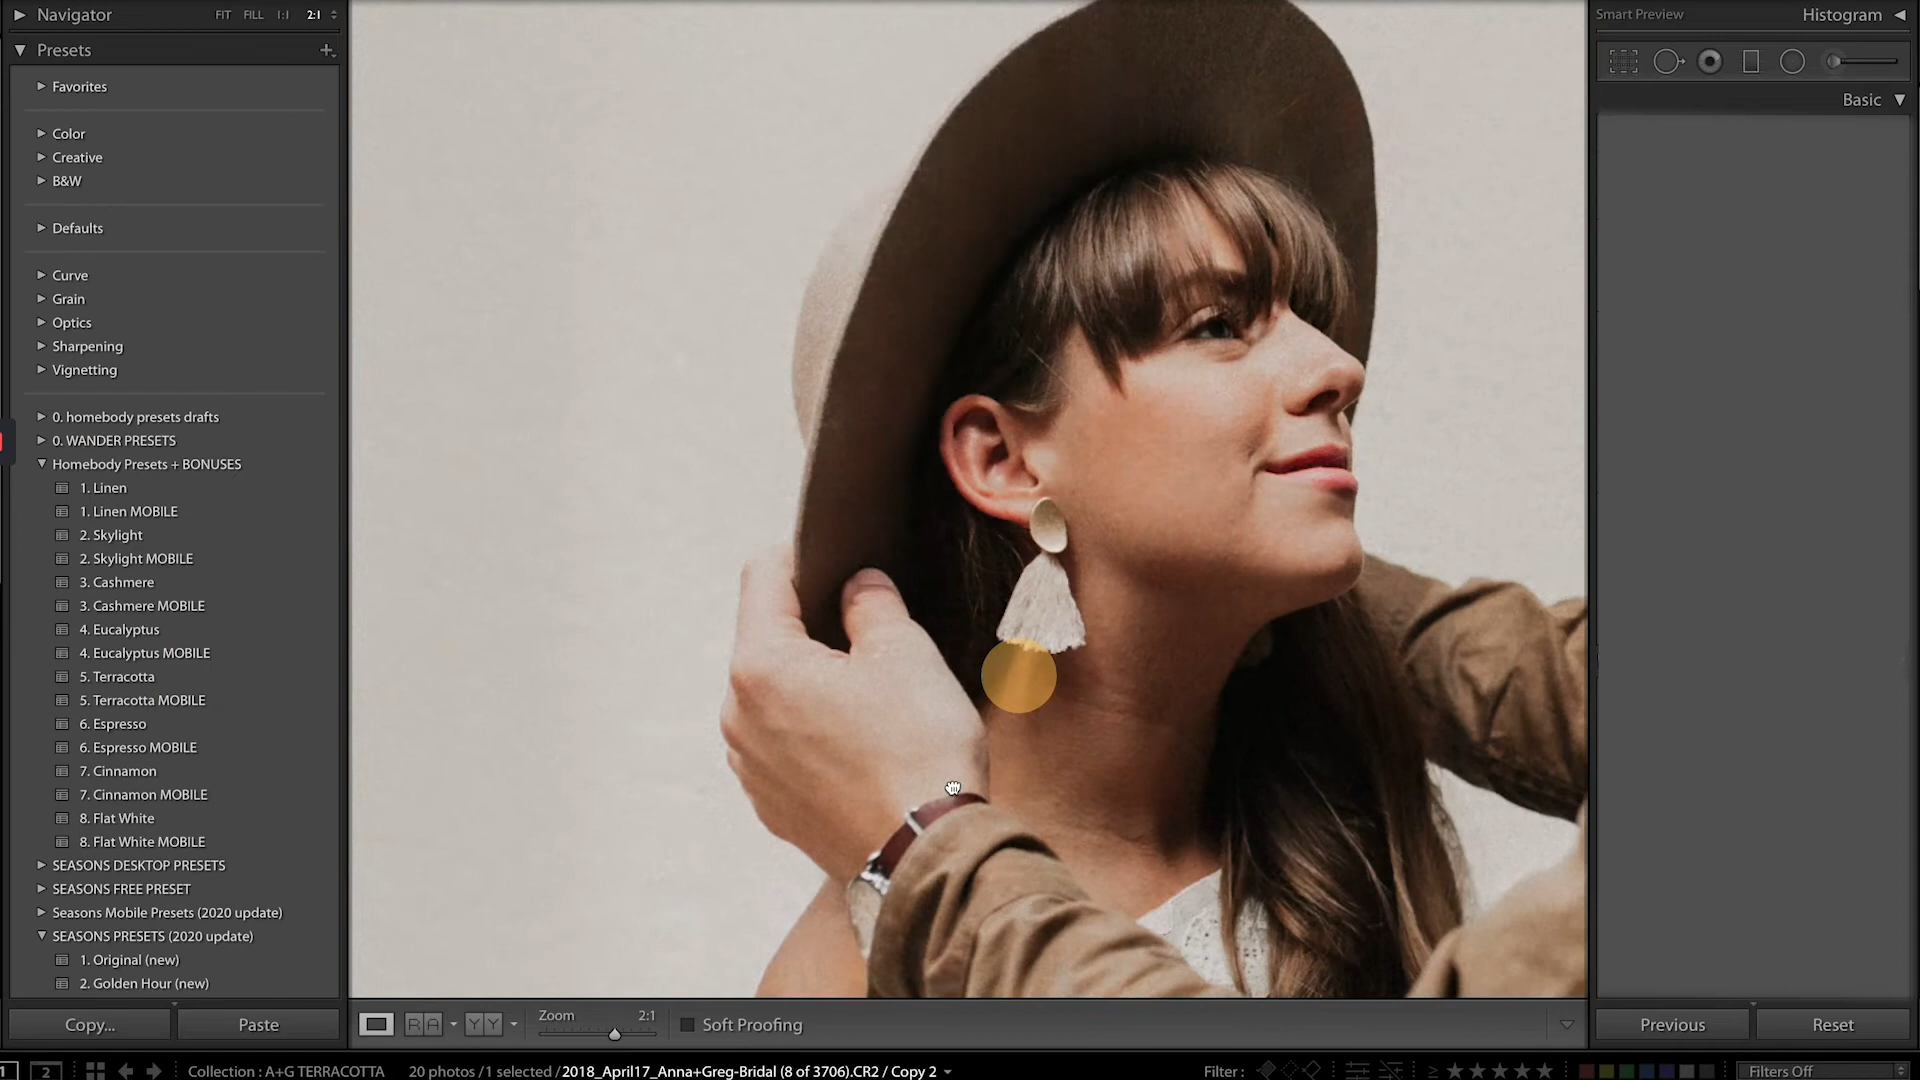 Navigator
FIT FILL 1:1 2:1
Presets
Favorites
Color
Creative
B&W
Defaults
Curve
Grain
Optics
Sharpening
Vignetting
0. homebody presets drafts
0. WANDER PRESETS
Homebody Presets + BONUSES
1. Linen
1. Linen MOBILE
2. Skylight
2. Skylight MOBILE
3. Cashmere
3. Cashmere MOBILE
4. Eucalyptus
4. Eucalyptus MOBILE
5. Terracotta
5. Terracotta MOBILE
6. Espresso
6. Espresso MOBILE
7. Cinnamon
7. Cinnamon MOBILE
8. Flat White
8. Flat White MOBILE
SEASONS DESKTOP PRESETS
SEASONS FREE PRESET
Seasons Mobile Presets (2020 update)
SEASONS PRESETS (2020 update)
1. Original (new)
2. Golden Hour (new)
Copy...
Paste
R A
Y Y
Zoom 2:1
Soft Proofing
Smart Preview
Histogram
Basic
Previous
Reset
1 2
Collection : A+G TERRACOTTA
20 photos /1 selected /2018_April17_Anna+Greg-Bridal (8 of 3706).CR2 / Copy 2
Filter :
≥
Filters Off